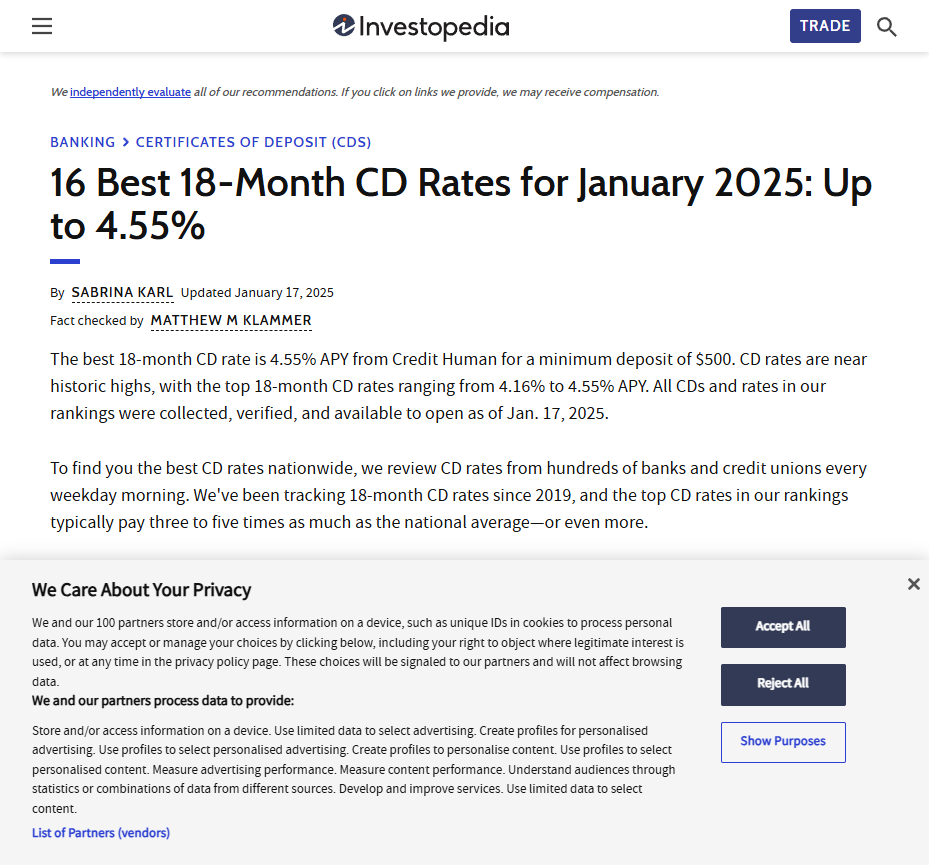 Investopedia
TRADE
We independently evaluate all of our recommendations. If you click on links we provide, we may receive compensation.
BANKING > CERTIFICATES OF DEPOSIT (CDS)
16 Best 18-Month CD Rates for January 2025: Up
to 4.55%
By SABRINA KARL Updated January 17, 2025
Fact checked by MATTHEW M KLAMMER
The best 18-month CD rate is 4.55% APY from Credit Human for a minimum deposit of $500. CD rates are near
historic highs, with the top 18-month CD rates ranging from 4.16% to 4.55% APY. All CDs and rates in our
rankings were collected, verified, and available to open as of Jan. 17, 2025.
To find you the best CD rates nationwide, we review CD rates from hundreds of banks and credit unions every
weekday morning. We've been tracking 18-month CD rates since 2019, and the top CD rates in our rankings
typically pay three to five times as much as the national average—or even more.
We Care About Your Privacy
We and our 100 partners store and/or access information on a device, such as unique IDs in cookies to process personal
data. You may accept or manage your choices by clicking below, including your right to object where legitimate interest is
used, or at any time in the privacy policy page. These choices will be signaled to our partners and will not affect browsing
data.
We and our partners process data to provide:
Store and/or access information on a device. Use limited data to select advertising. Create profiles for personalised
advertising. Use profiles to select personalised advertising. Create profiles to personalise content. Use profiles to select
personalised content. Measure advertising performance. Measure content performance. Understand audiences through
statistics or combinations of data from different sources. Develop and improve services. Use limited data to select
content.
List of Partners (vendors)
Accept All
Reject All
Show Purposes